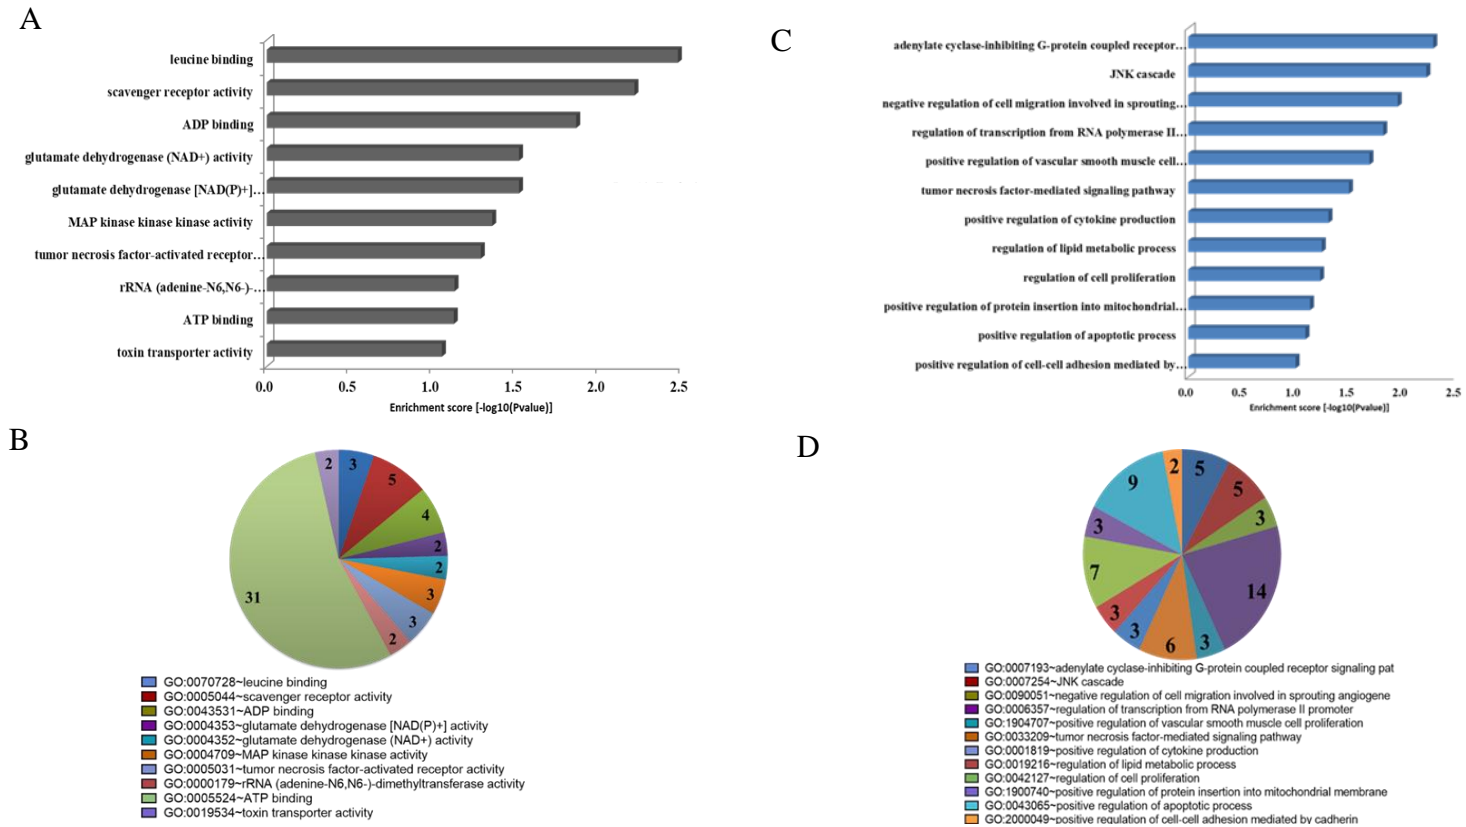 A
leucine binding
scavenger receptor activity
ADP binding
glutamate dehydrogenase (NAD+) activity
glutamate dehydrogenase [NAD(P)+]...
MAP kinase kinase kinase activity
tumor necrosis factor-activated receptor...
rRNA (adenine-N6,N6-)-...
ATP binding
toxin transporter activity
0.0 0.5 1.0 1.5 2.0 2.5
Enrichment score [-log10(Pvalue)]
C
adenylate cyclase-inhibiting G-protein coupled receptor...
JNK cascade
negative regulation of cell migration involved in sprouting...
regulation of transcription from RNA polymerase II...
positive regulation of vascular smooth muscle cell...
tumor necrosis factor-mediated signaling pathway
positive regulation of cytokine production
regulation of lipid metabolic process
regulation of cell proliferation
positive regulation of protein insertion into mitochondrial...
positive regulation of apoptotic process
positive regulation of cell-cell adhesion mediated by...
0.0 0.5 1.0 1.5 2.0 2.5
Enrichment score [-log10(Pvalue)]
B
3
5
4
2
2
3
3
2
31
2
GO:0070728~leucine binding
GO:0005044~scavenger receptor activity
GO:0043531~ADP binding
GO:0004353~glutamate dehydrogenase [NAD(P)+] activity
GO:0004352~glutamate dehydrogenase (NAD+) activity
GO:0004709~MAP kinase kinase kinase activity
GO:0005031~tumor necrosis factor-activated receptor activity
GO:0000179~rRNA (adenine-N6,N6-)-dimethyltransferase activity
GO:0005524~ATP binding
GO:0019534~toxin transporter activity
D
5
5
3
14
3
6
3
3
7
3
9
2
GO:0007193~adenylate cyclase-inhibiting G-protein coupled receptor signaling pat
GO:0007254~JNK cascade
GO:0090051~negative regulation of cell migration involved in sprouting angiogene
GO:0006357~regulation of transcription from RNA polymerase II promoter
GO:1904707~positive regulation of vascular smooth muscle cell proliferation
GO:0033209~tumor necrosis factor-mediated signaling pathway
GO:0001819~positive regulation of cytokine production
GO:0019216~regulation of lipid metabolic process
GO:0042127~regulation of cell proliferation
GO:1900740~positive regulation of protein insertion into mitochondrial membrane
GO:0043065~positive regulation of apoptotic process
GO:2000049~positive regulation of cell-cell adhesion mediated by cadherin